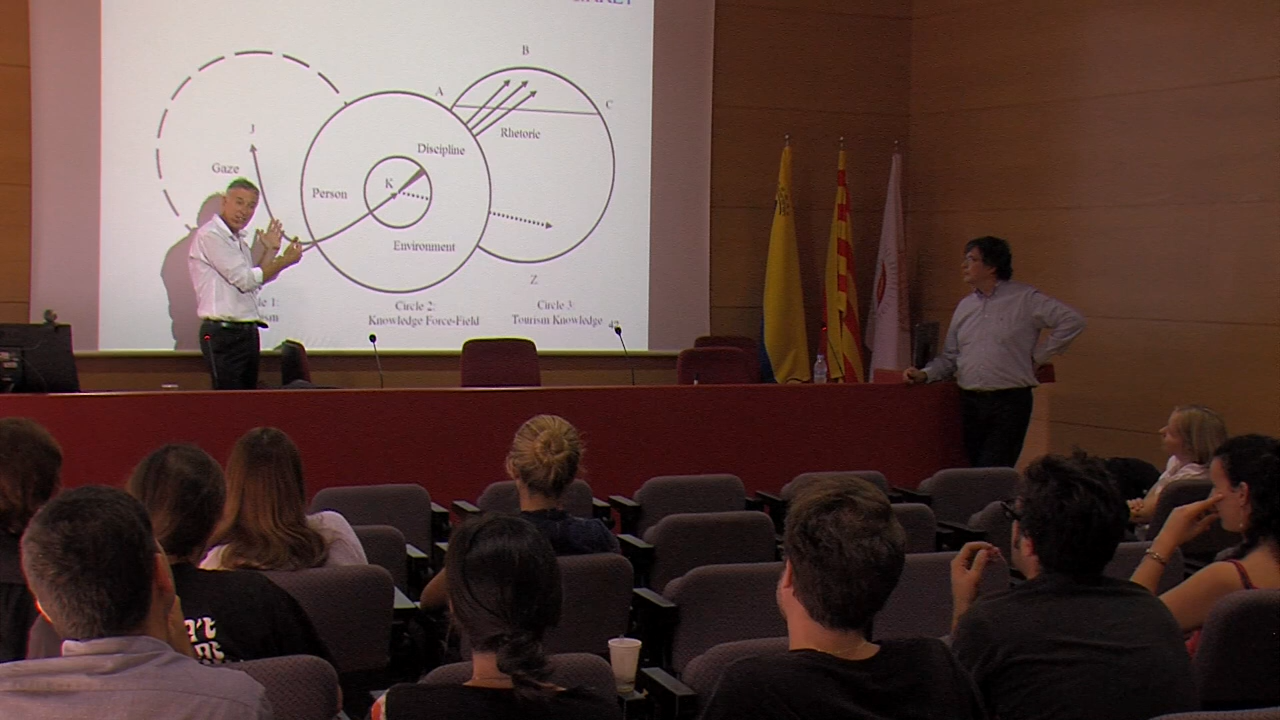 B
A
C
J
Rhetoric
Discipline
Gaze
K
Person
Environment
Z
Circle 2:
Knowledge Force-Field
Circle 3:
Tourism Knowledge